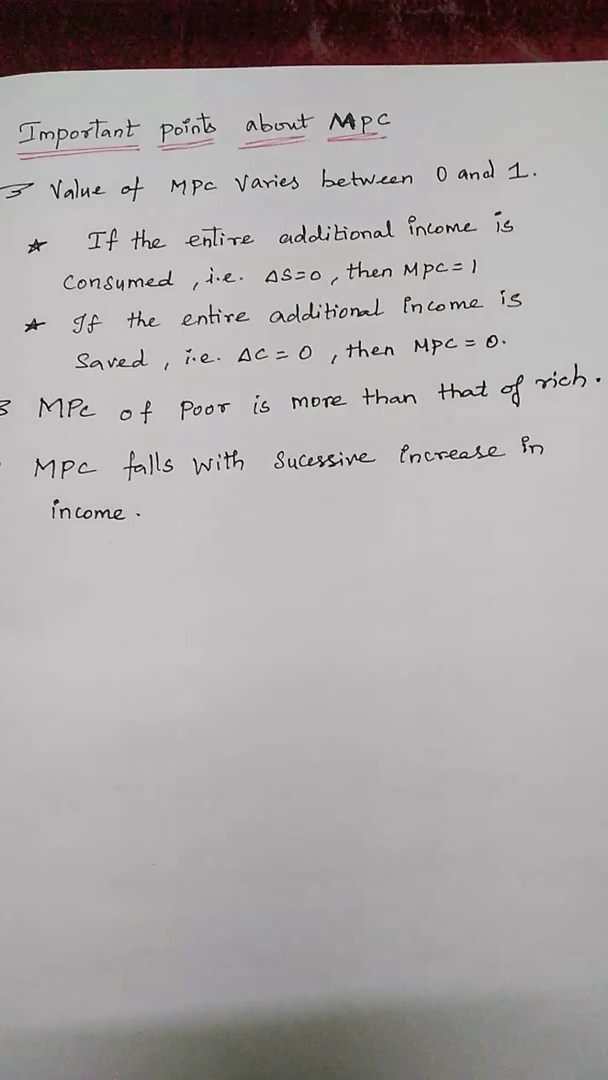 Important points about MPC
Value of MPC varies between 0 and 1.
★ If the entire additional income is
consumed, i.e. ΔS=0, then MPC=1
★ If the entire additional income is
saved, i.e. ΔC=0, then MPC=0.
MPC of Poor is more than that of rich.
MPC falls with sucessive increase in
income.